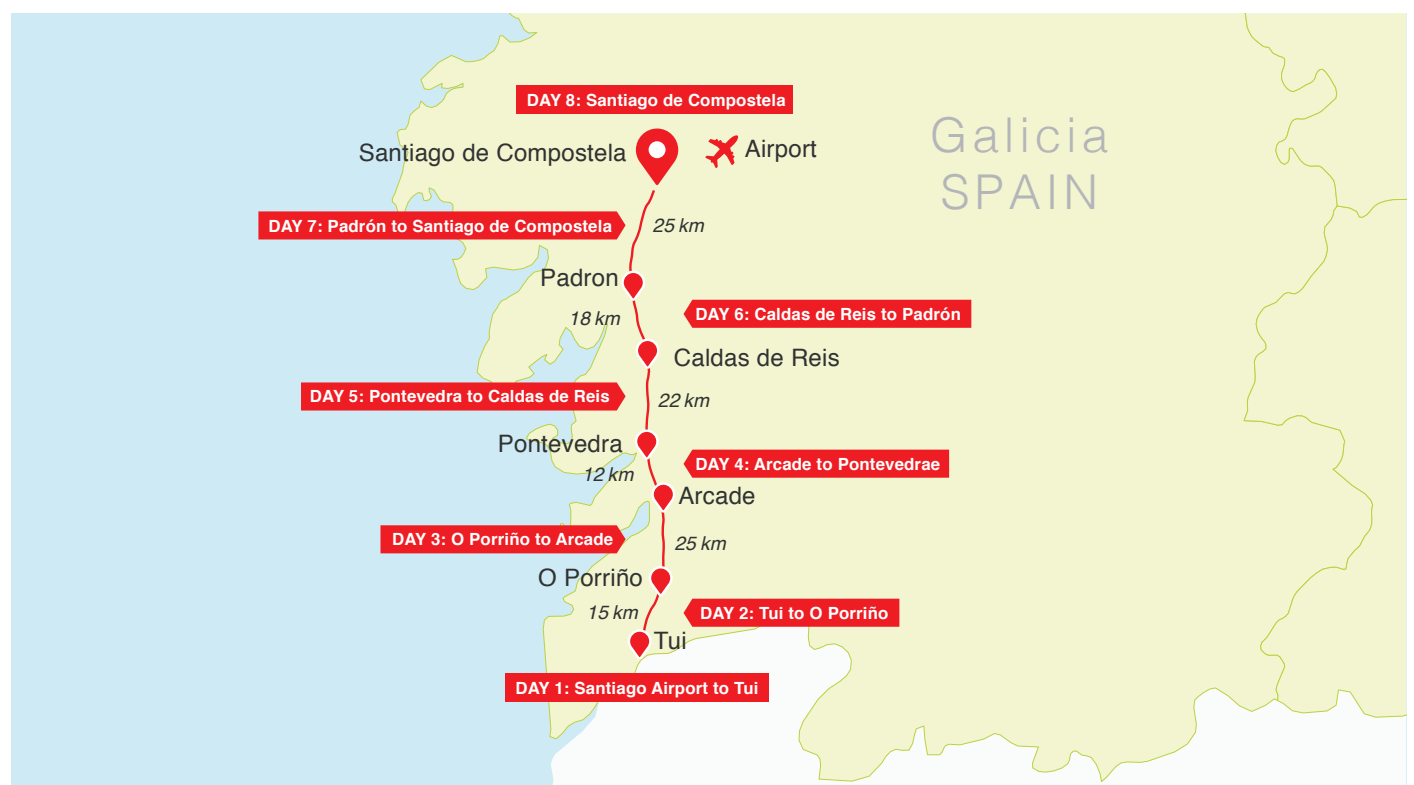 DAY 8: Santiago de Compostela
Santiago de Compostela
Airport
Galicia
SPAIN
DAY 7: Padrón to Santiago de Compostela
25 km
Padron
18 km
DAY 6: Caldas de Reis to Padrón
Caldas de Reis
DAY 5: Pontevedra to Caldas de Reis
22 km
Pontevedra
12 km
DAY 4: Arcade to Pontevedrae
Arcade
DAY 3: O Porriño to Arcade
25 km
O Porriño
15 km
DAY 2: Tui to O Porriño
Tui
DAY 1: Santiago Airport to Tui